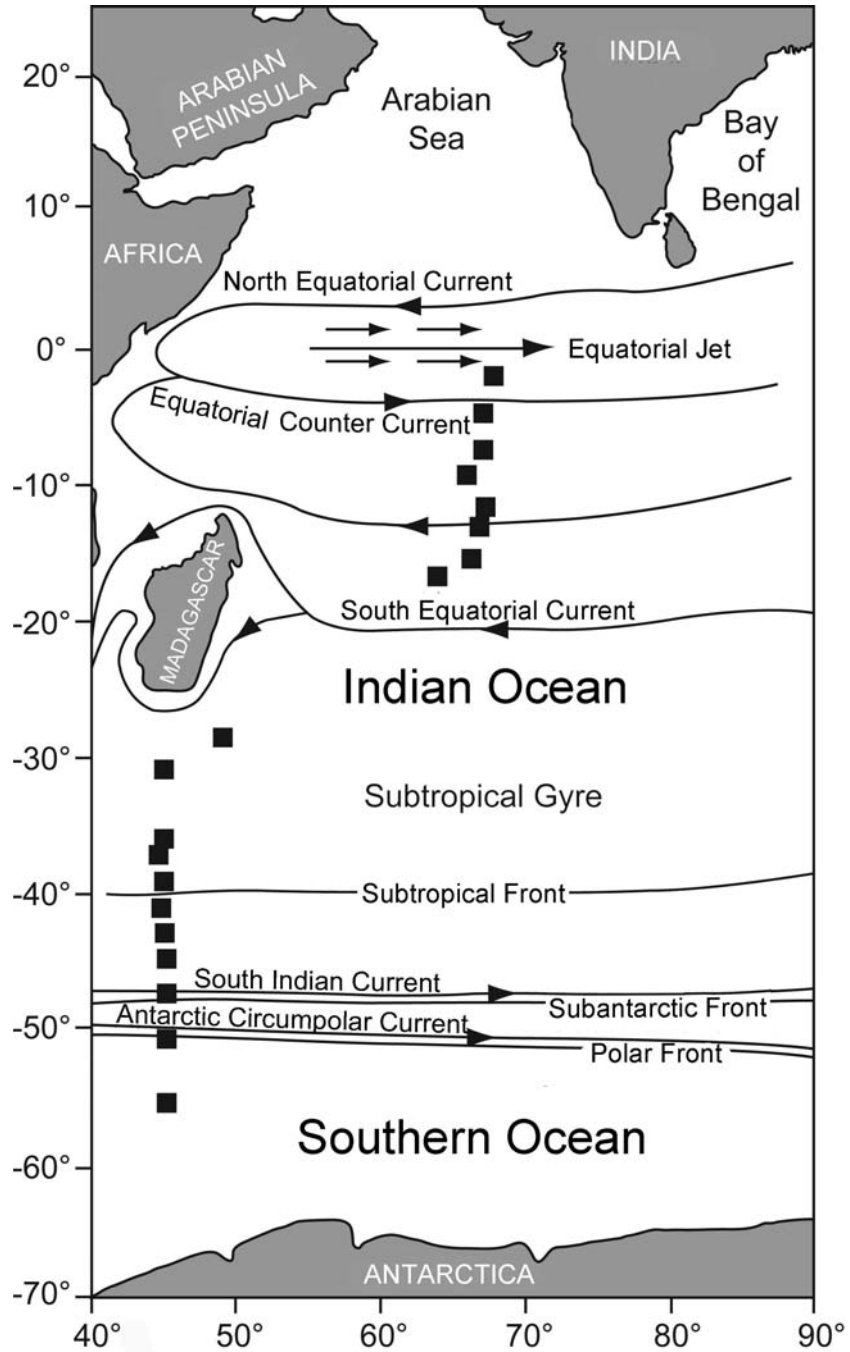 INDIA
ARABIAN
PENINSULA
Arabian
Sea
Bay
of
Bengal
AFRICA
North Equatorial Current
Equatorial Jet
Equatorial Counter Current
MADAGASCAR
South Equatorial Current
Indian Ocean
Subtropical Gyre
Subtropical Front
South Indian Current
Subantarctic Front
Antarctic Circumpolar Current
Polar Front
Southern Ocean
ANTARCTICA
20°
10°
0°
-10°
-20°
-30°
-40°
-50°
-60°
-70°
40° 50° 60° 70° 80° 90°